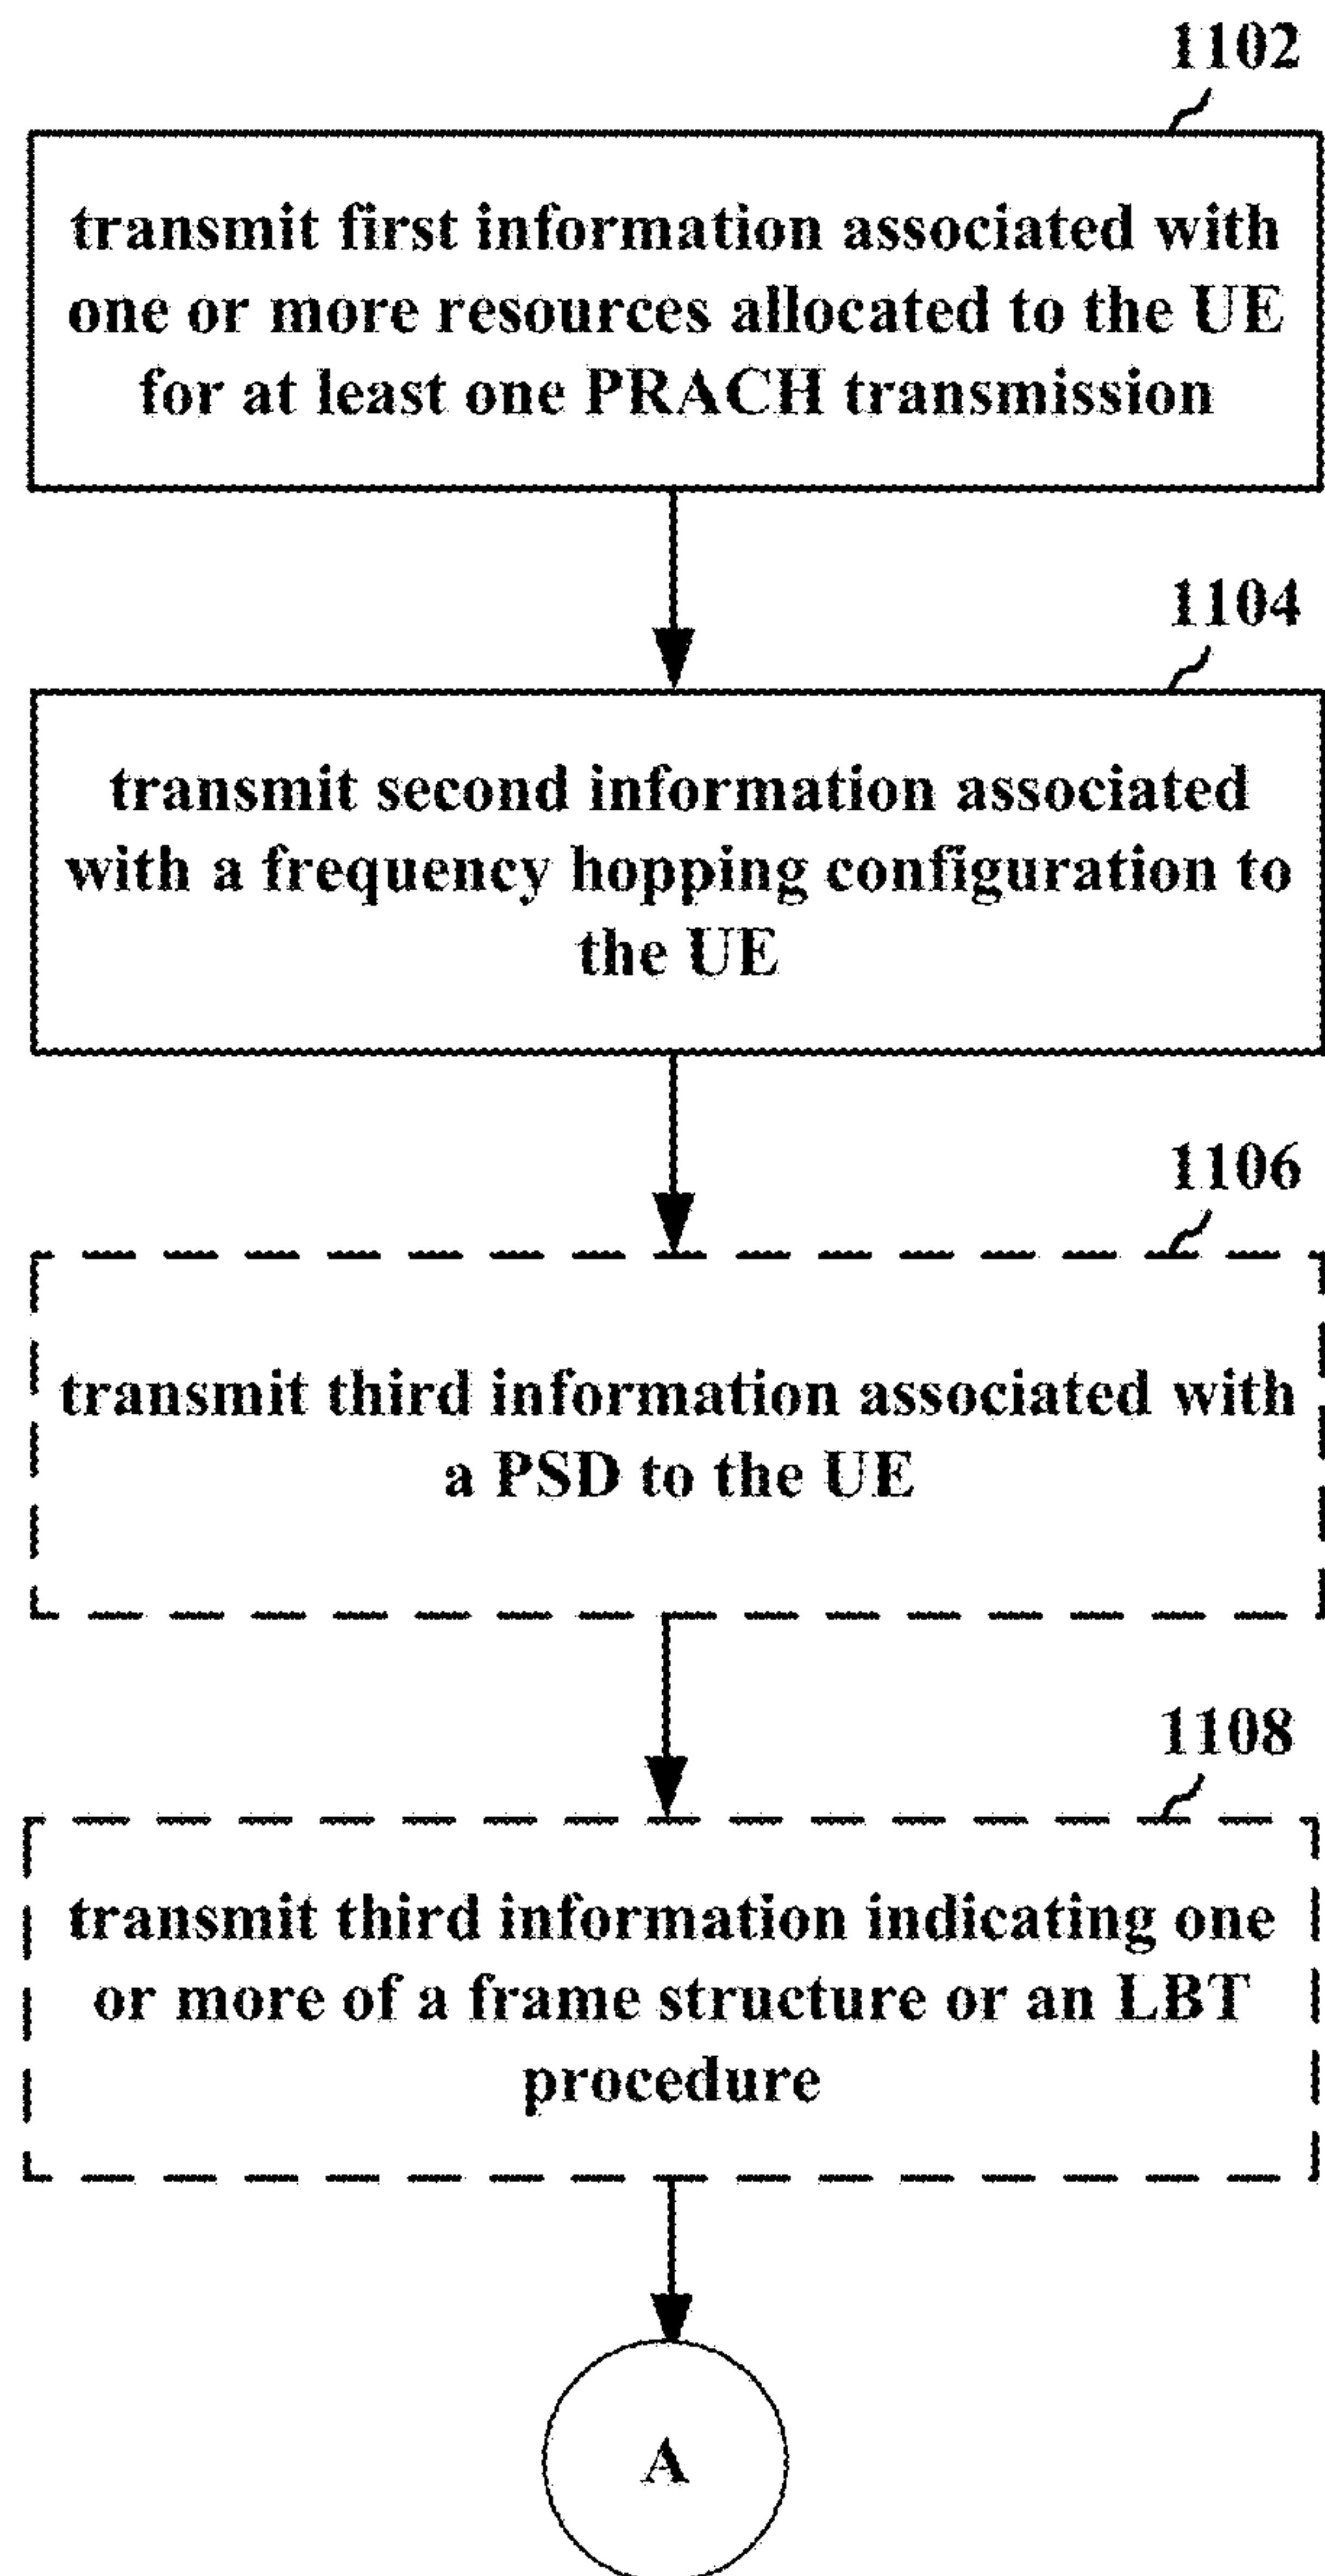 1102
transmit first information associated with
one or more resources allocated to the UE
for at least one PRACH transmission
1104
transmit second information associated
with a frequency hopping configuration to
the UE
1106
transmit third information associated with
a PSD to the UE
1108
transmit third information indicating one
or more of a frame structure or an LBT
procedure
A